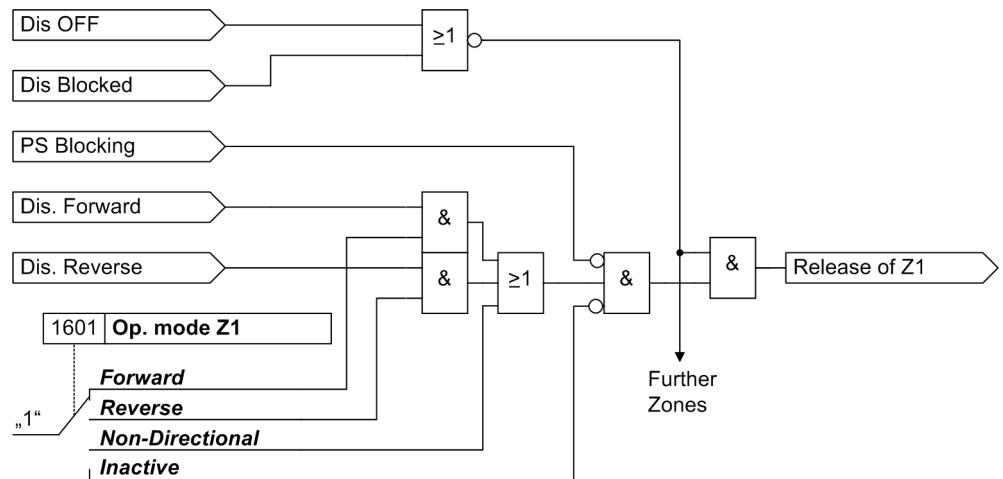 Dis OFF
≥1
Dis Blocked
PS Blocking
Dis. Forward
&
Dis. Reverse
&
≥1
&
&
Release of Z1
1601 Op. mode Z1
Forward
Reverse
Non-Directional
Inactive
„1“
Further
Zones